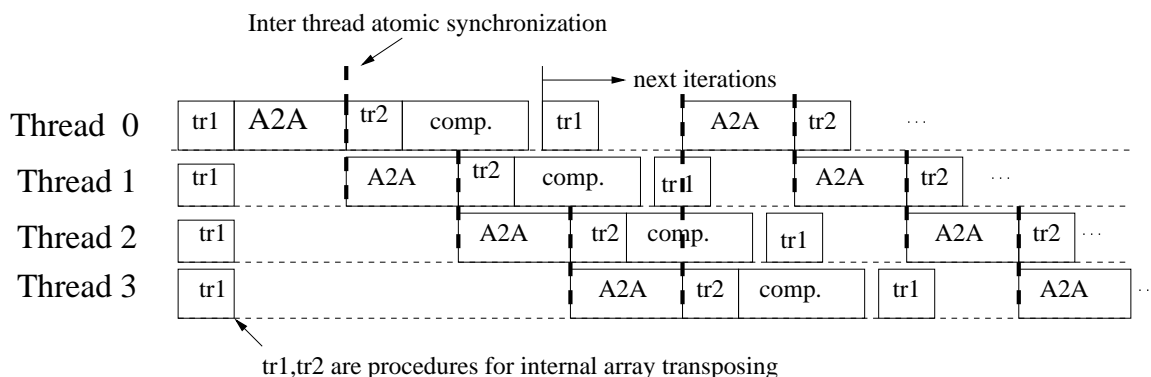 Inter thread atomic synchronization
next iterations
Thread 0 tr1 A2A tr2 comp. tr1 A2A tr2 ...
Thread 1 tr1 A2A tr2 comp. tr1 A2A tr2 ...
Thread 2 tr1 A2A tr2 comp. tr1 A2A tr2 ...
Thread 3 tr1 A2A tr2 comp. tr1 A2A ..
tr1,tr2 are procedures for internal array transposing